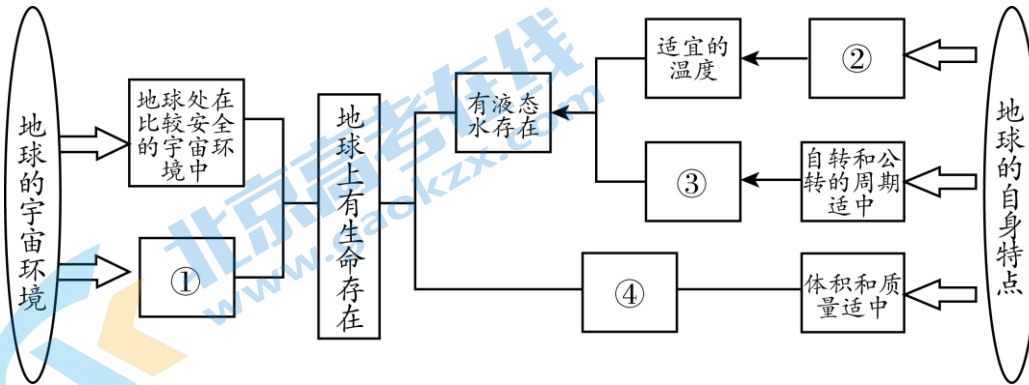 地球的宇宙环境
地球处在
比较安全
的宇宙环
境中
①
地球上有生命存在
有液态
水存在
适宜的
温度
②
③
自转和公
转的周期
适中
④
体积和质
量适中
地球的自身特点
北京高考在线
www.gaokzx.com